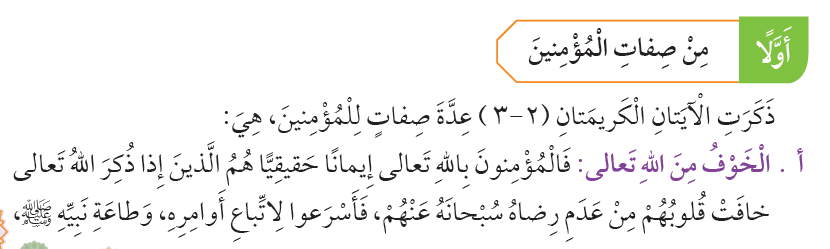 أَوَّلًا
مِنْ صِفاتِ الْمُؤْمِنينَ
ذَكَرَتِ الْآيَتانِ الْكَريمَتانِ (٢-٣) عِدَّةَ صِفاتٍ لِلْمُؤْمِنينَ، هِيَ:
أ . الْخَوْفُ مِنَ اللهِ تَعالى: فَالْمُؤْمِنونَ بِاللهِ تَعالى إيمانًا حَقيقِيًّا هُمُ الَّذينَ إِذا ذُكِرَ اللهُ تَعالى
خافَتْ قُلوبُهُمْ مِنْ عَدَمِ رِضاهُ سُبْحانَهُ عَنْهُمْ، فَأَسْرَعوا لِاتِّباعِ أَوامِرِهِ، وَطاعَةِ نَبِيِّهِ ﷺ،